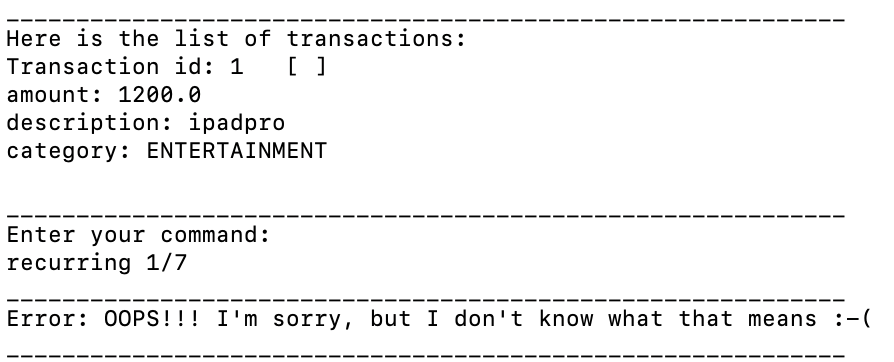 ____________________________________________________________
Here is the list of transactions:
Transaction id: 1   [ ]
amount: 1200.0
description: ipadpro
category: ENTERTAINMENT
____________________________________________________________
Enter your command:
recurring 1/7
____________________________________________________________
Error: OOPS!!! I'm sorry, but I don't know what that means :-(
____________________________________________________________